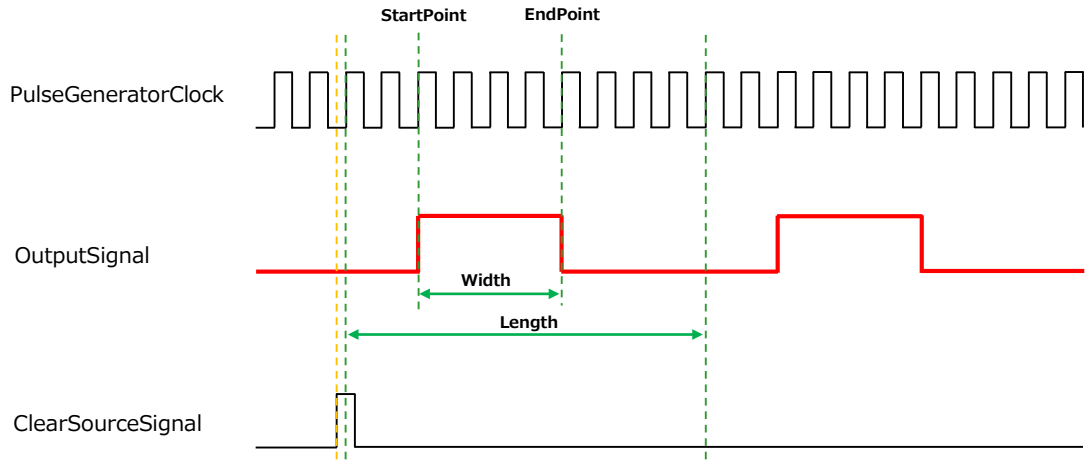 StartPoint
EndPoint
PulseGeneratorClock
OutputSignal
Width
Length
ClearSourceSignal